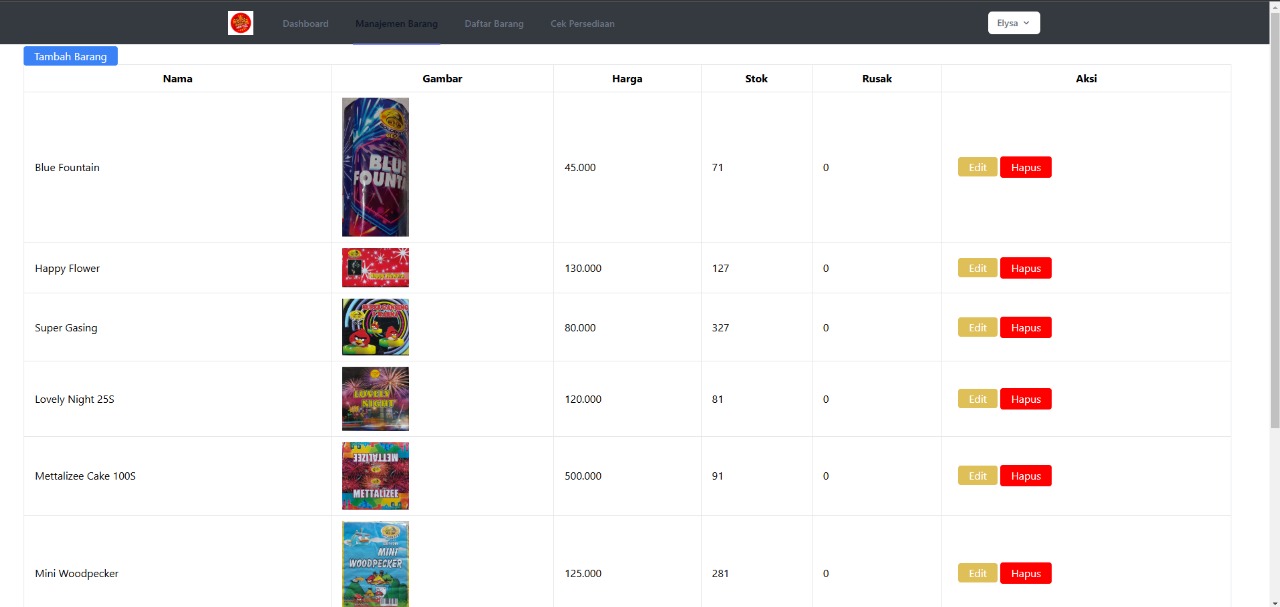 Dashboard Manajemen Barang Daftar Barang Cek Persediaan Elysa
Tambah Barang
Nama Gambar Harga Stok Rusak Aksi
BLUE
Blue Fountain 45.000 71 0 Edit Hapus
Happy Flower 130.000 127 0 Edit Hapus
Super Gasing 80.000 327 0 Edit Hapus
LOVELY
NIGHT
Lovely Night 25S 120.000 81 0 Edit Hapus
METTALIZEE
Mettalizee Cake 100S 500.000 91 0 Edit Hapus
METTALIZEE
MINI
WOODPECKER
Mini Woodpecker 125.000 281 0 Edit Hapus